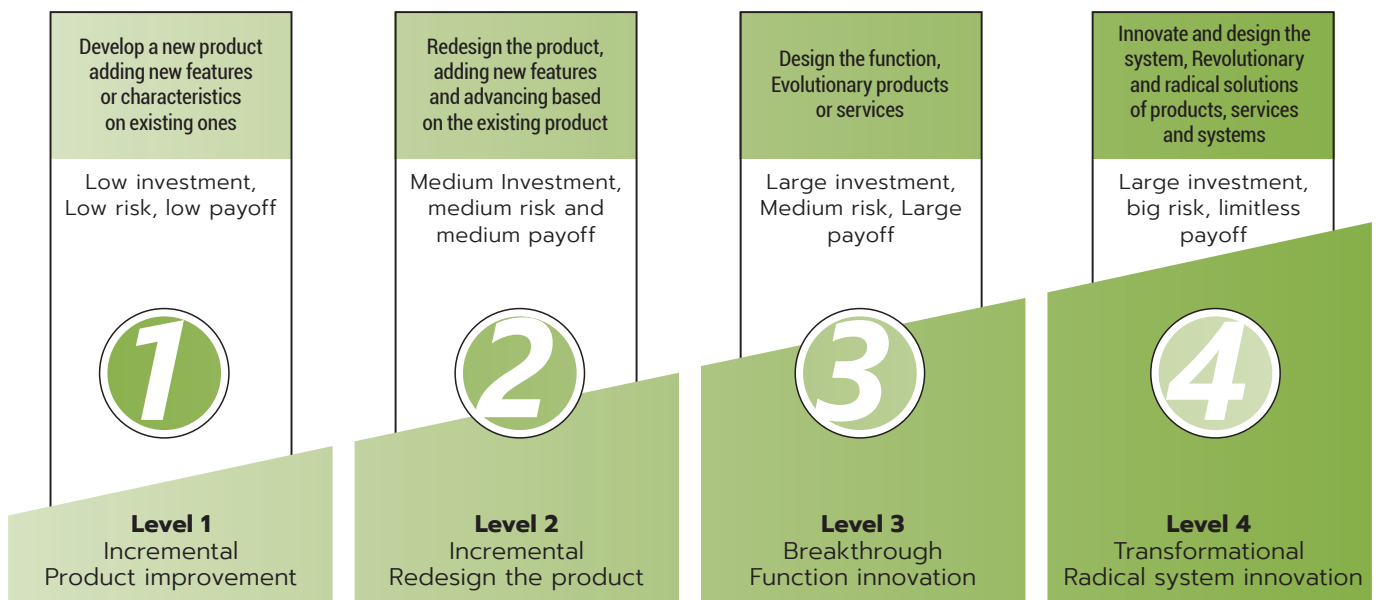 Develop a new product
adding new features
or characteristics
on existing ones
Low investment,
Low risk, low payoff
1
Level 1
Incremental
Product improvement
Redesign the product,
adding new features
and advancing based
on the existing product
Medium Investment,
medium risk and
medium payoff
2
Level 2
Incremental
Redesign the product
Design the function,
Evolutionary products
or services
Large investment,
Medium risk, Large
payoff
3
Level 3
Breakthrough
Function innovation
Innovate and design the
system, Revolutionary
and radical solutions
of products, services
and systems
Large investment,
big risk, limitless
payoff
4
Level 4
Transformational
Radical system innovation